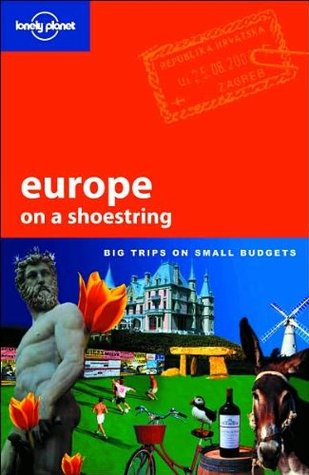 lonely planet
REPUBLIKA HRVATSKA
ZAGREB
europe
on a shoestring
BIG TRIPS ON SMALL BUDGETS